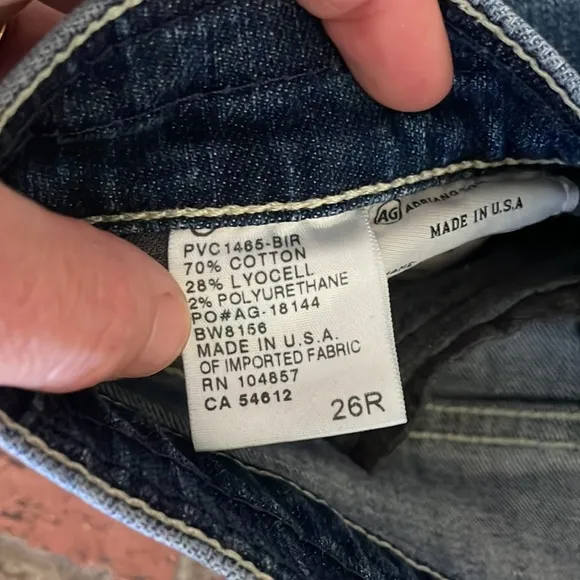 PVC1465-BIR
70% COTTON
28% LYOCELL
2% POLYURETHANE
PO#AG-18144
BW8156
MADE IN U.S.A.
OF IMPORTED FABRIC
RN 104857
CA 54612
26R
AG
MADE IN U.S.A